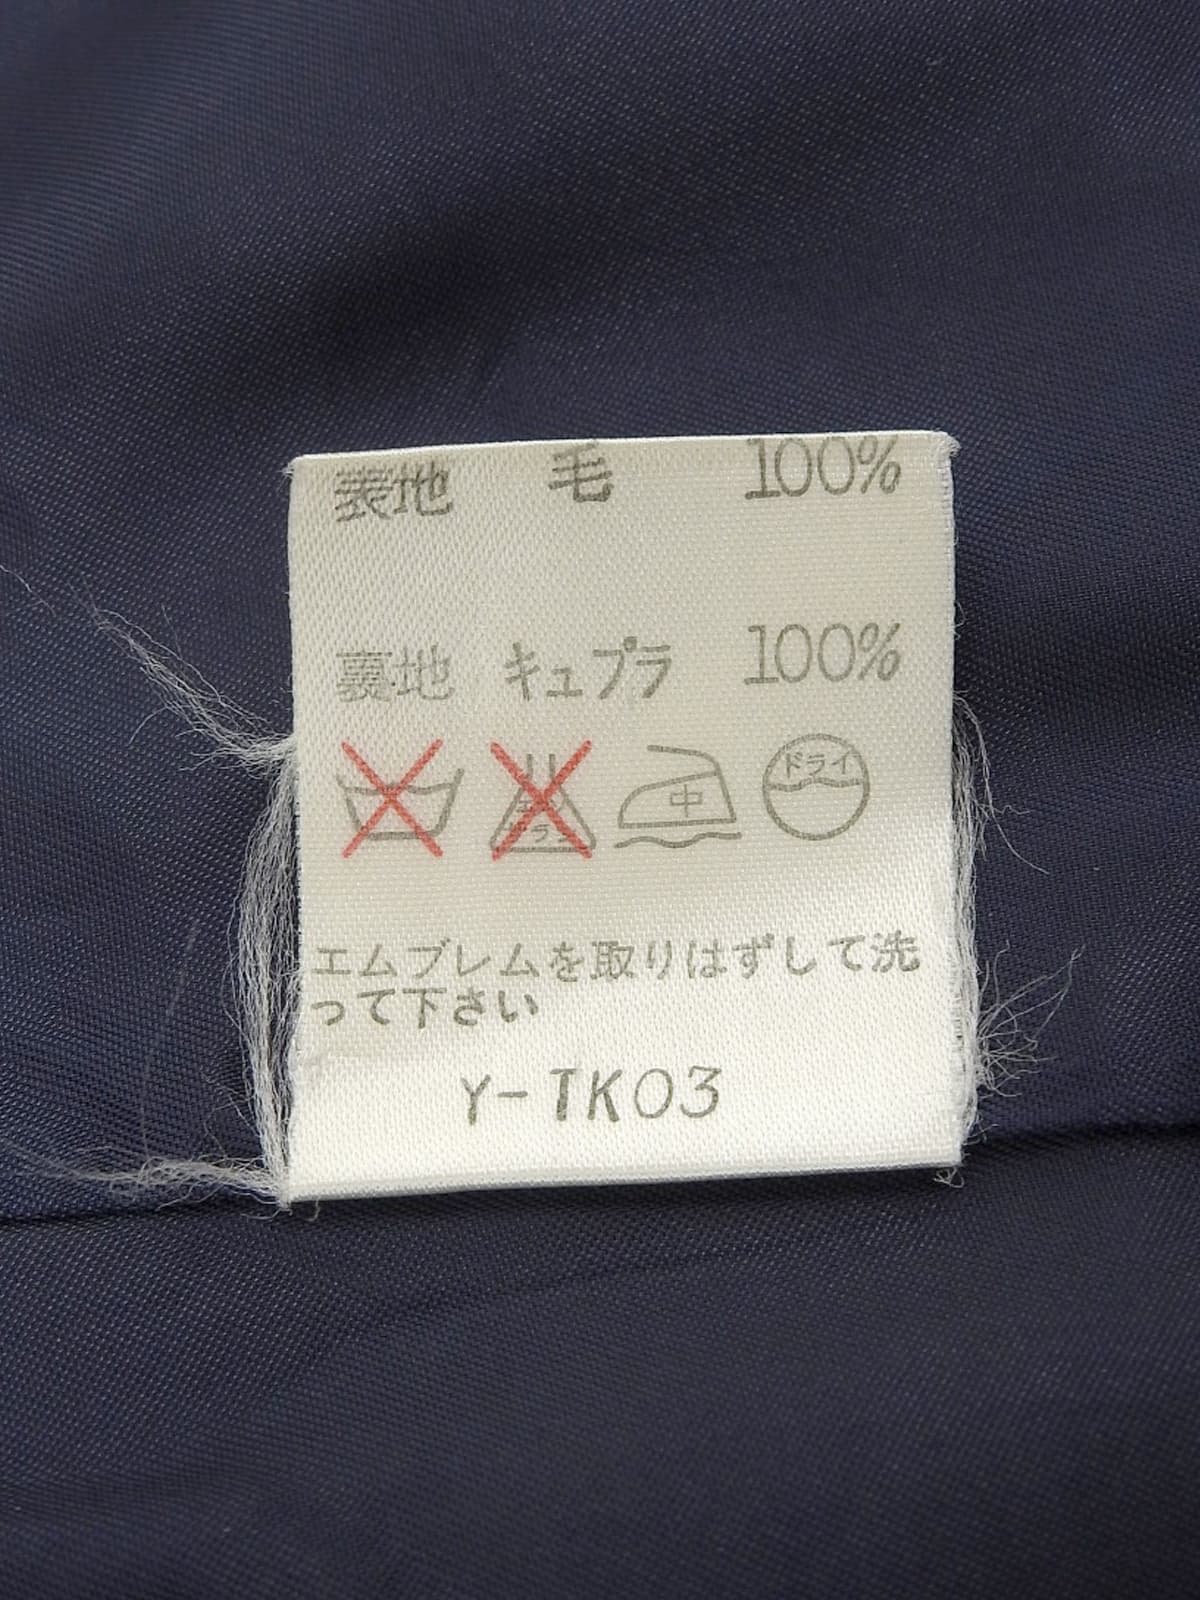 表地 毛 100%
裏地 キュプラ 100%
中 ドライ
エムブレムを取りはずして洗
って下さい
Y-TK03